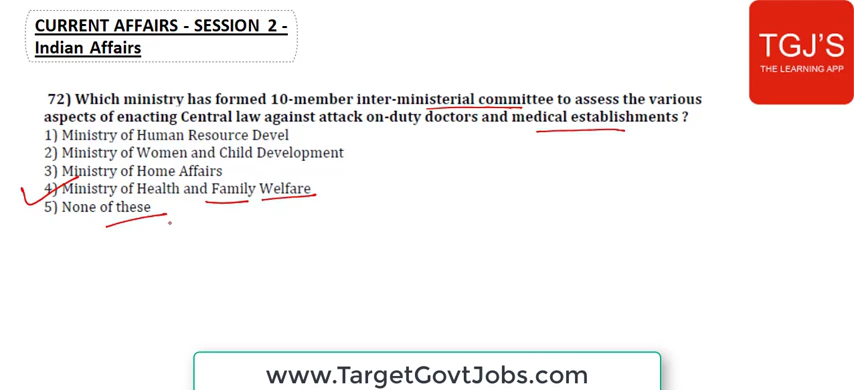 CURRENT AFFAIRS - SESSION 2 -
Indian Affairs
TGJ'S
THE LEARNING APP
72) Which ministry has formed 10-member inter-ministerial committee to assess the various
aspects of enacting Central law against attack on-duty doctors and medical establishments ?
1) Ministry of Human Resource Devel
2) Ministry of Women and Child Development
3) Ministry of Home Affairs
4) Ministry of Health and Family Welfare
5) None of these
www.TargetGovtJobs.com